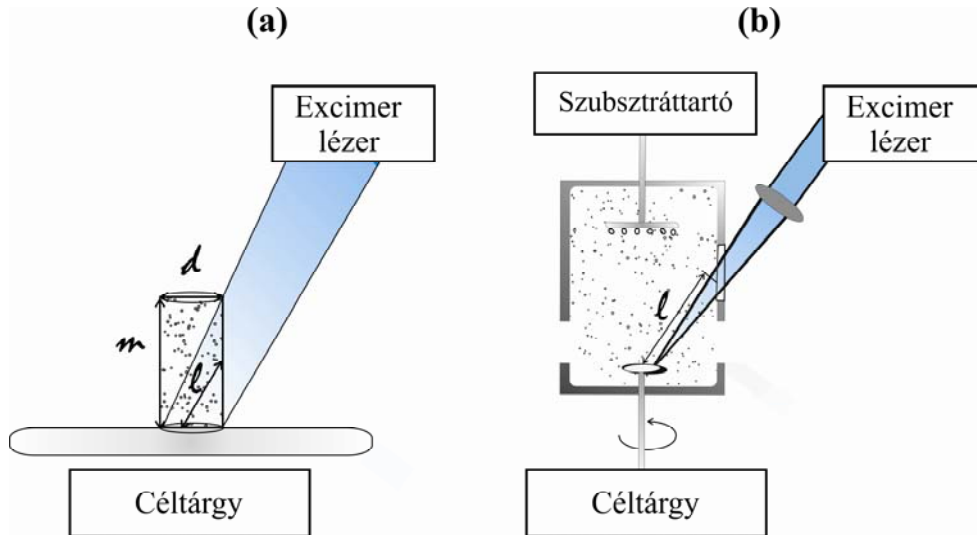 (a)
(b)
Excimer
lézer
Szubsztráttartó
Excimer
lézer
d
m
l
l
Céltárgy
Céltárgy